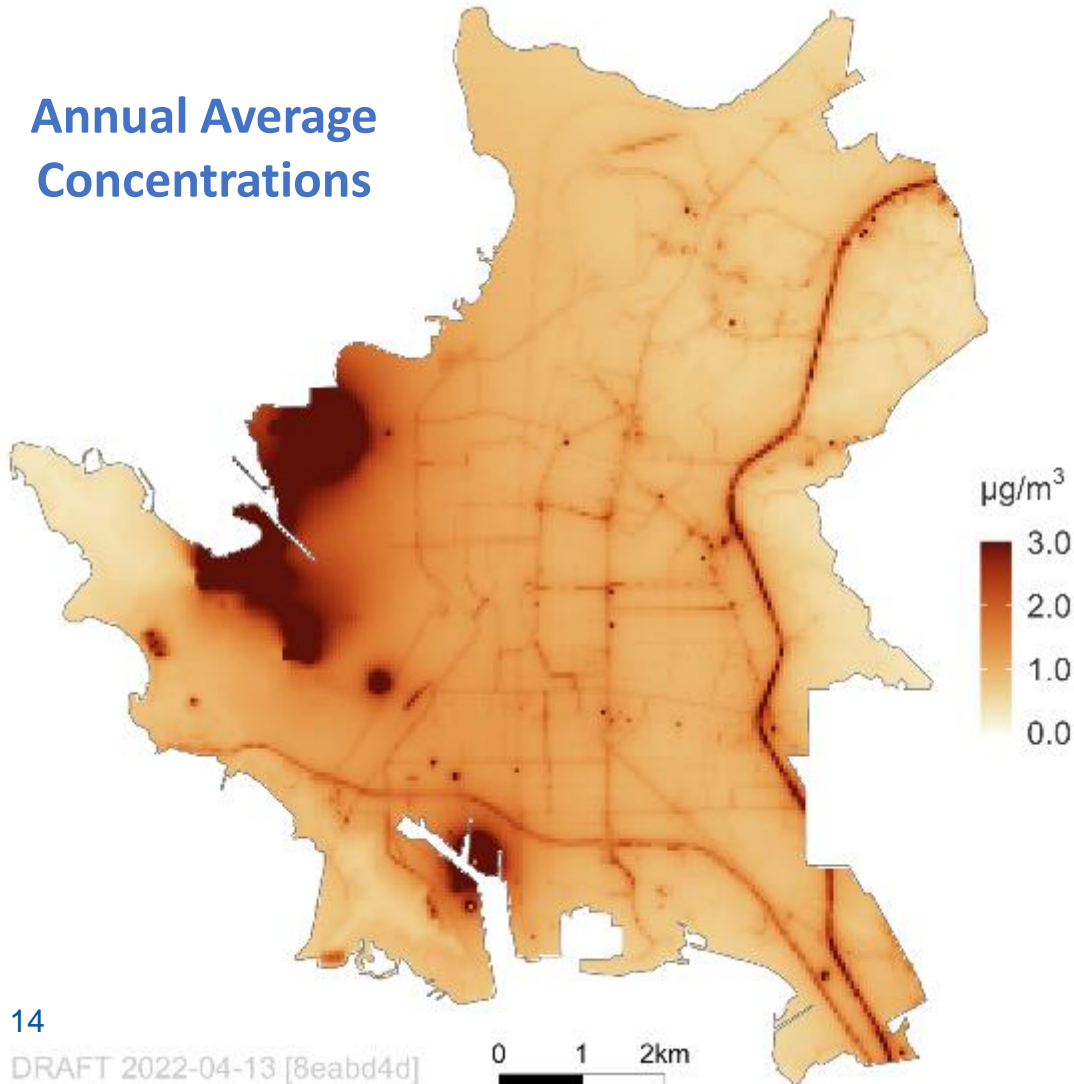 Annual Average
Concentrations
μg/m³
3.0
2.0
1.0
0.0
14
DRAFT 2022-04-13 [8eabd4d]
0 1 2km